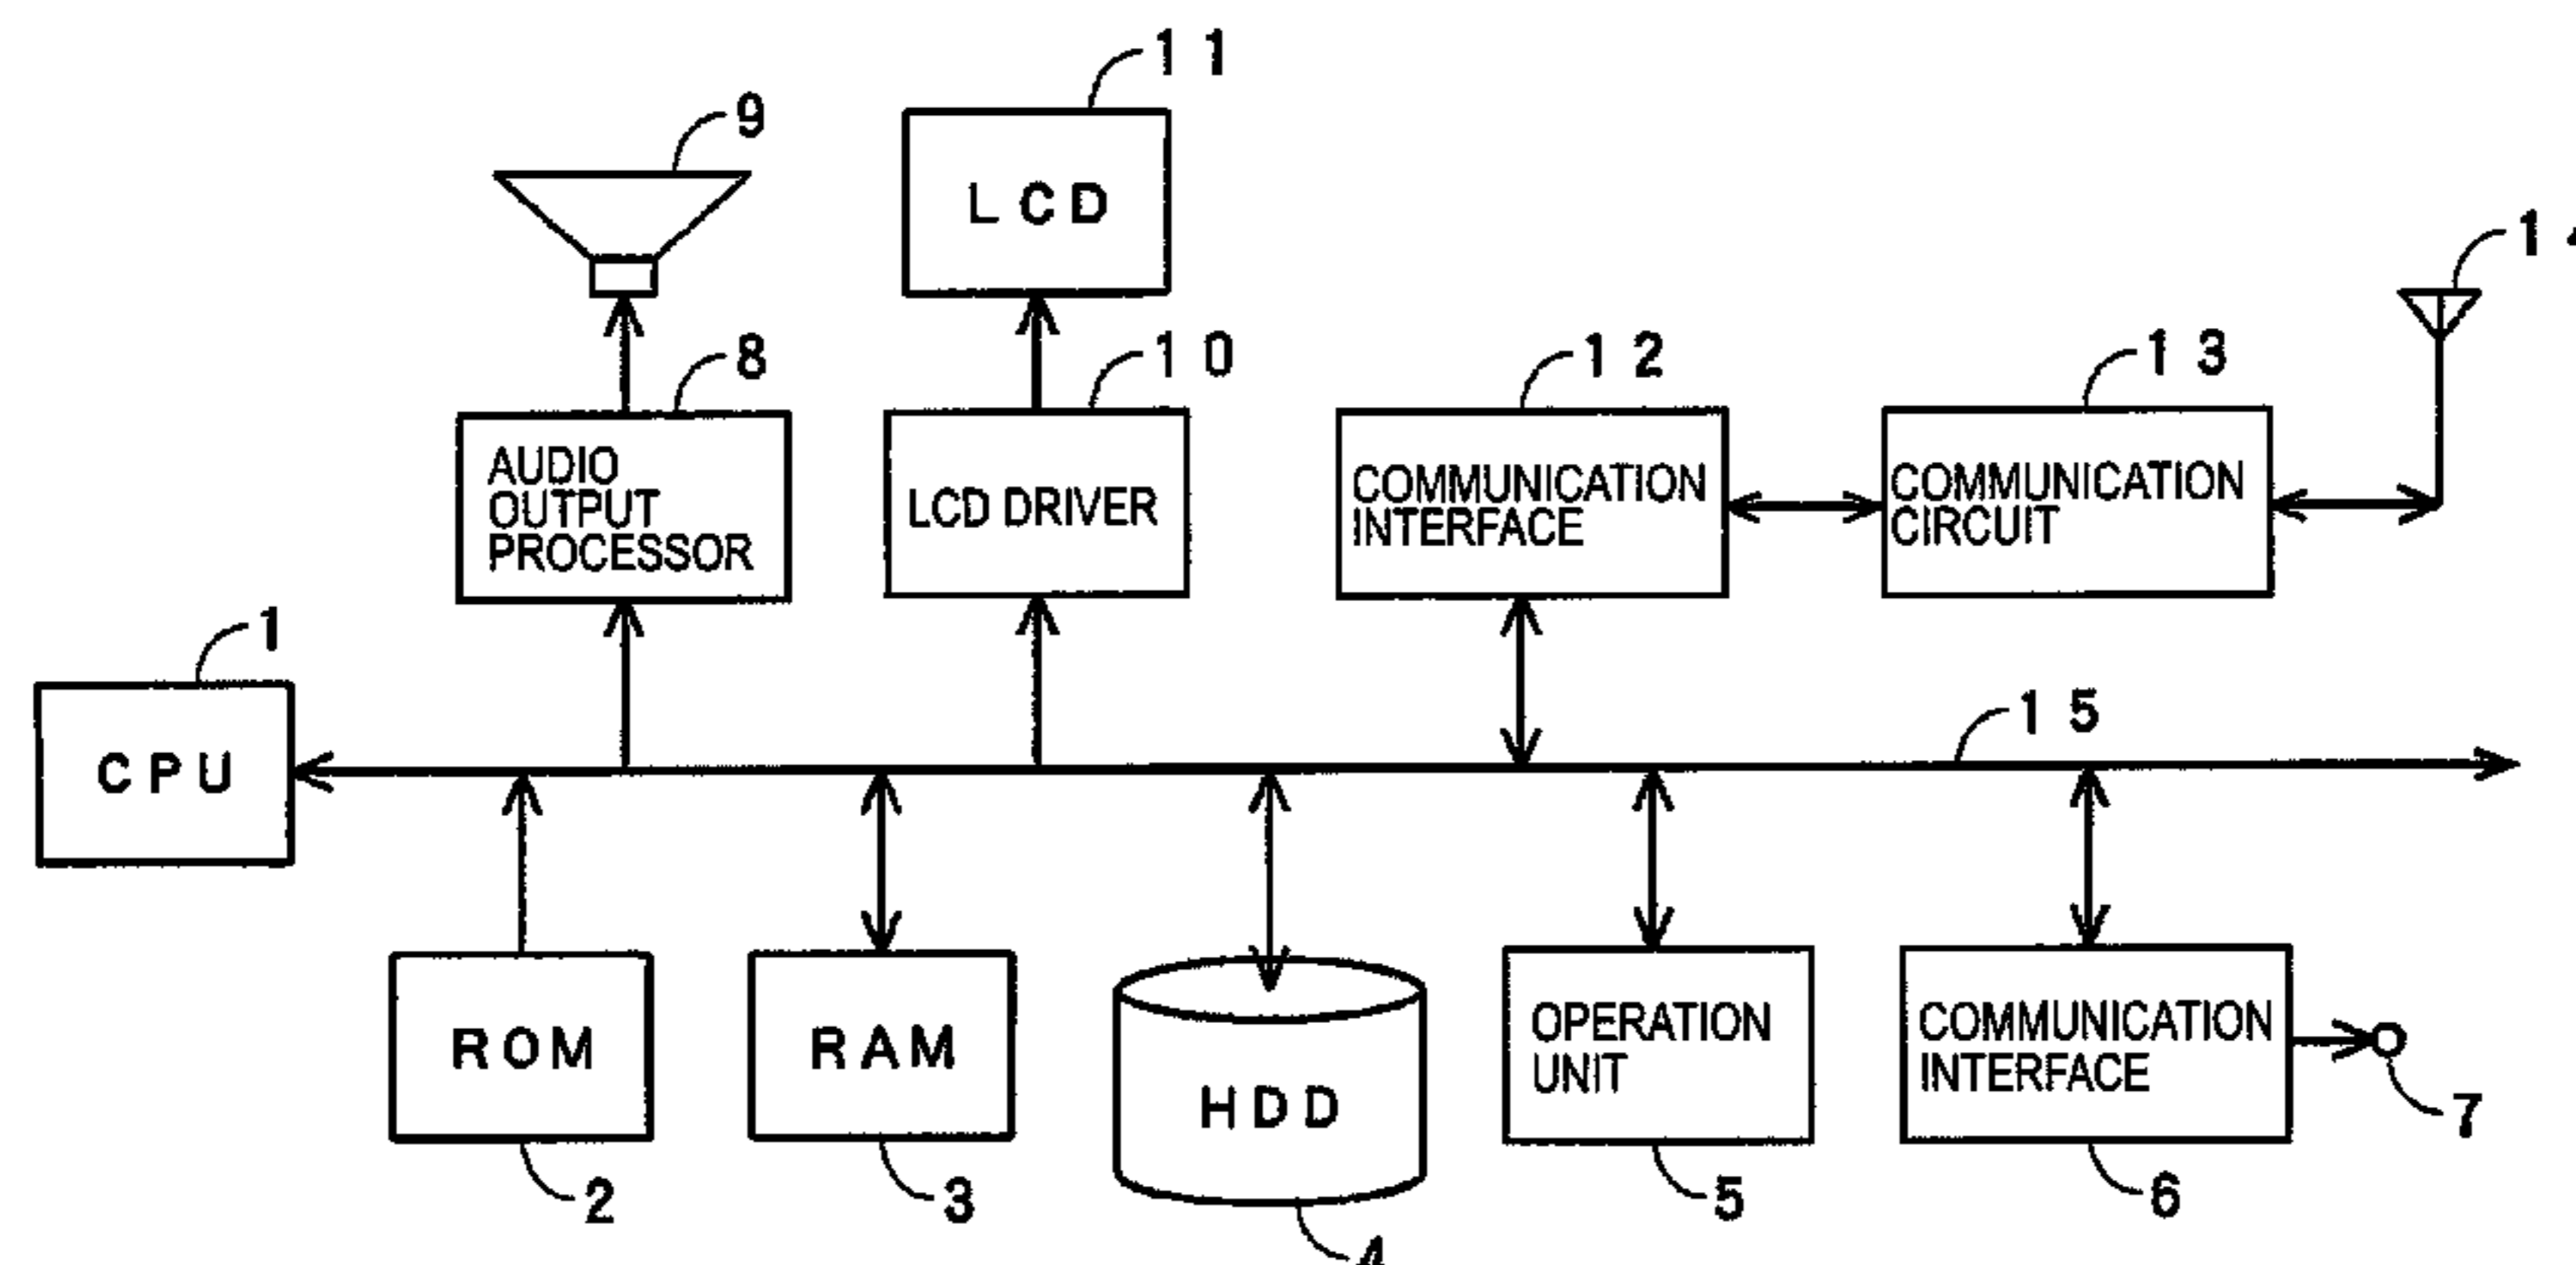 11
9
LCD
8
10
12
13
AUDIO
OUTPUT
PROCESSOR
LCD DRIVER
COMMUNICATION
INTERFACE
COMMUNICATION
CIRCUIT
1
15
CPU
ROM
RAM
HDD
OPERATION
UNIT
COMMUNICATION
INTERFACE
7
2
3
4
5
6